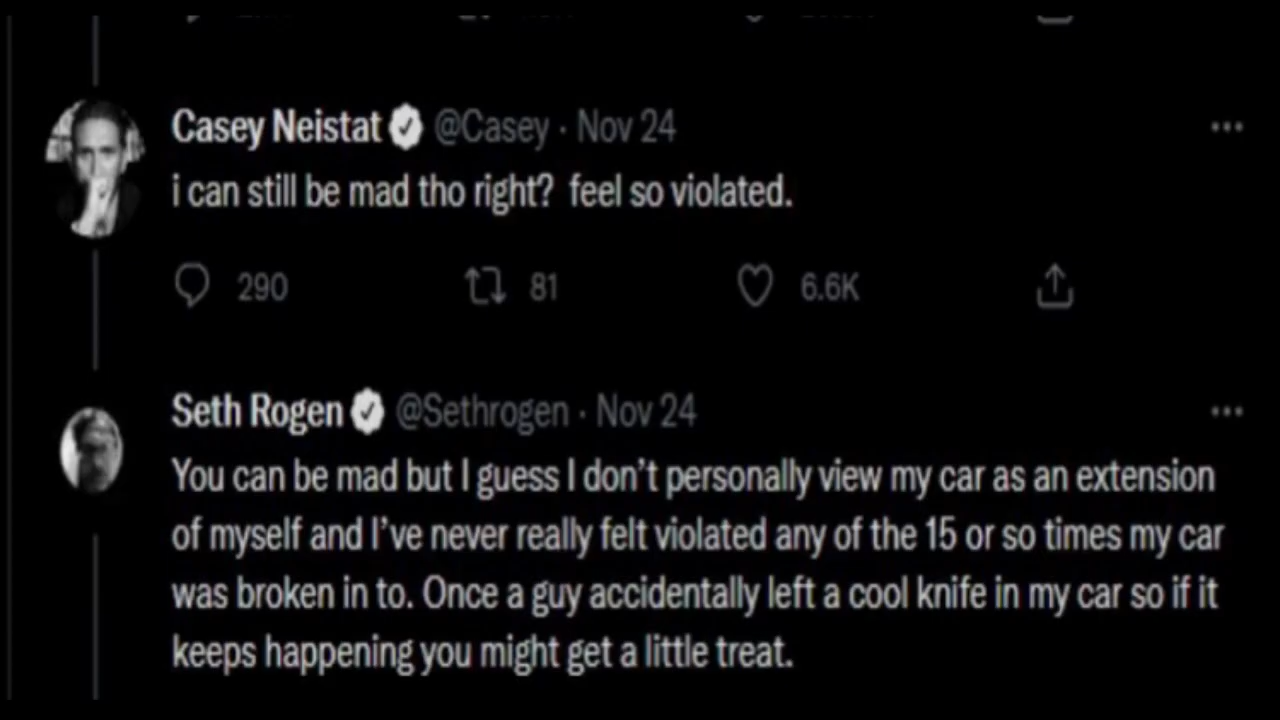 Casey Neistat @Casey · Nov 24
i can still be mad tho right?  feel so violated.
290 81 6.6K
Seth Rogen @Sethrogen · Nov 24
You can be mad but I guess I don't personally view my car as an extension
of myself and I've never really felt violated any of the 15 or so times my car
was broken in to. Once a guy accidentally left a cool knife in my car so if it
keeps happening you might get a little treat.